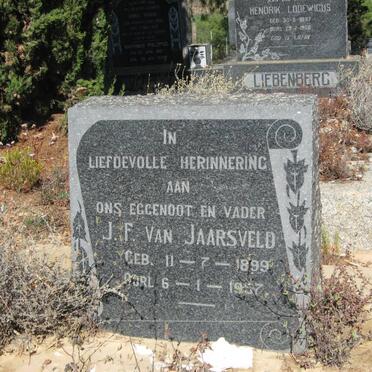 HENDRIK LODEWICUS
LIEBENBERG
IN
LIEFDEVOLLE HERINNERING
AAN
ONS EGGENOOT EN VADER
J. F. VAN JAARSVELD
GEB. 11-7-1899
OORL. 6-1-1957